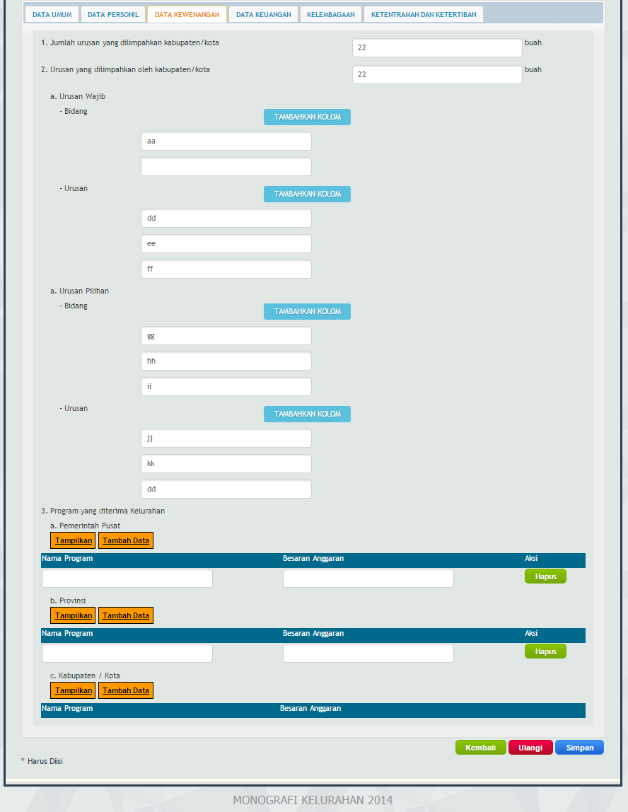 DATA UMUM DATA PERSONIL DATA KEWENANGAN DATA KEUANGAN KELEMBAGAAN KETENTRAMAN DAN KETERTIBAN
1. Jumlah urusan yang dilimpahkan kabupaten/kota 22 buah
2. Urusan yang dilimpahkan oleh kabupaten/kota 22 buah
a. Urusan Wajib
- Bidang TAMBAHKAN KOLOM
aa
- Urusan TAMBAHKAN KOLOM
dd
ee
ff
a. Urusan Pilihan
- Bidang TAMBAHKAN KOLOM
gg
hh
ii
- Urusan TAMBAHKAN KOLOM
jj
kk
dd
3. Program yang diterima Kelurahan
a. Pemerintah Pusat
Tampilkan Tambah Data
Nama Program Besaran Anggaran Aksi
Hapus
b. Provinsi
Tampilkan Tambah Data
Nama Program Besaran Anggaran Aksi
Hapus
c. Kabupaten / Kota
Tampilkan Tambah Data
Nama Program Besaran Anggaran
Kembali Ulangi Simpan
* Harus Diisi
MONOGRAFI KELURAHAN 2014